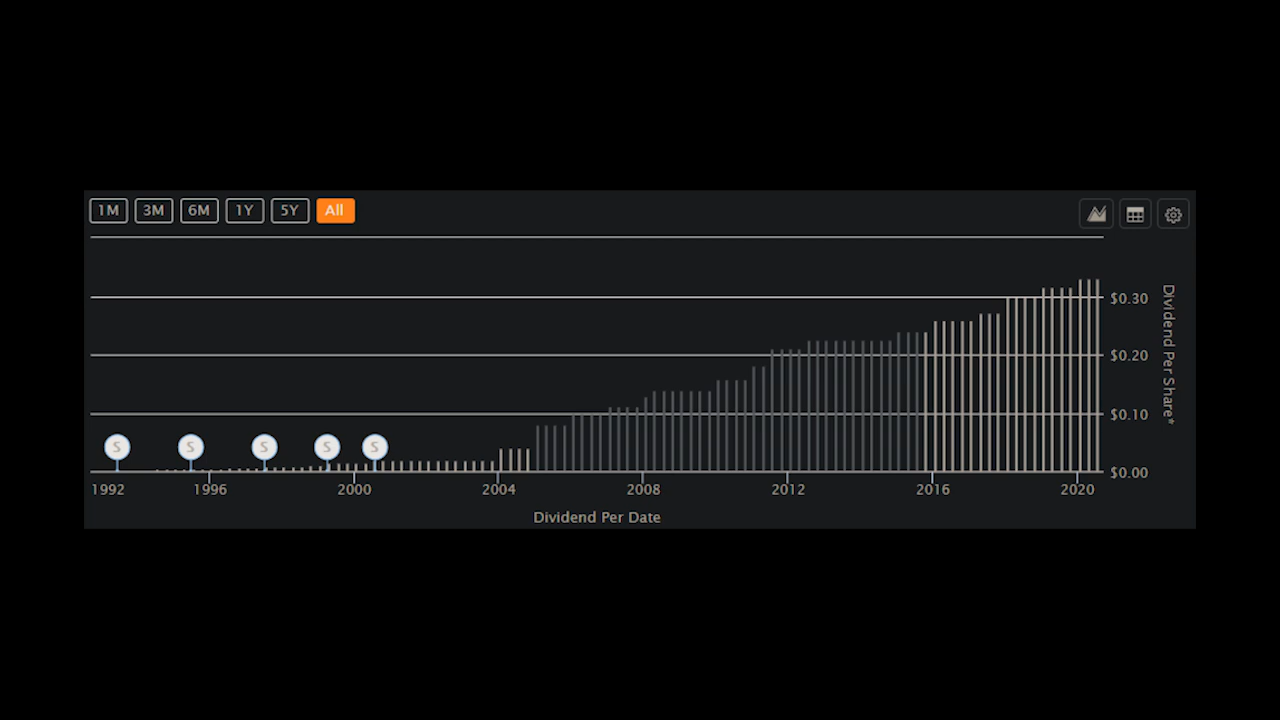 1M 3M 6M 1Y 5Y All
$0.30
$0.20
$0.10
$0.00
Dividend Per Share*
S S S S S
1992 1996 2000 2004 2008 2012 2016 2020
Dividend Per Date